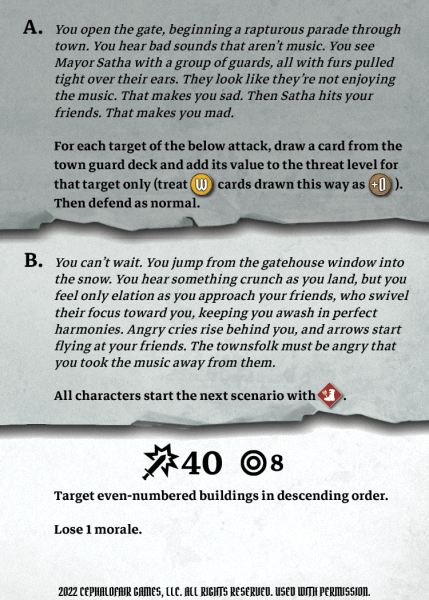 A. You open the gate, beginning a rapturous parade through
town. You hear bad sounds that aren't music. You see
Mayor Satha with a group of guards, all with furs pulled
tight over their ears. They look like they're not enjoying
the music. That makes you sad. Then Satha hits your
friends. That makes you mad.
For each target of the below attack, draw a card from the
town guard deck and add its value to the threat level for
that target only (treat W cards drawn this way as +0 ).
Then defend as normal.
B. You can't wait. You jump from the gatehouse window into
the snow. You hear something crunch as you land, but you
feel only elation as you approach your friends, who swivel
their focus toward you, keeping you awash in perfect
harmonies. Angry cries rise behind you, and arrows start
flying at your friends. The townsfolk must be angry that
you took the music away from them.
All characters start the next scenario with .
40 8
Target even-numbered buildings in descending order.
Lose 1 morale.
2022 CEPHALOFAIR GAMES, LLC. ALL RIGHTS RESERVED. USED WITH PERMISSION.